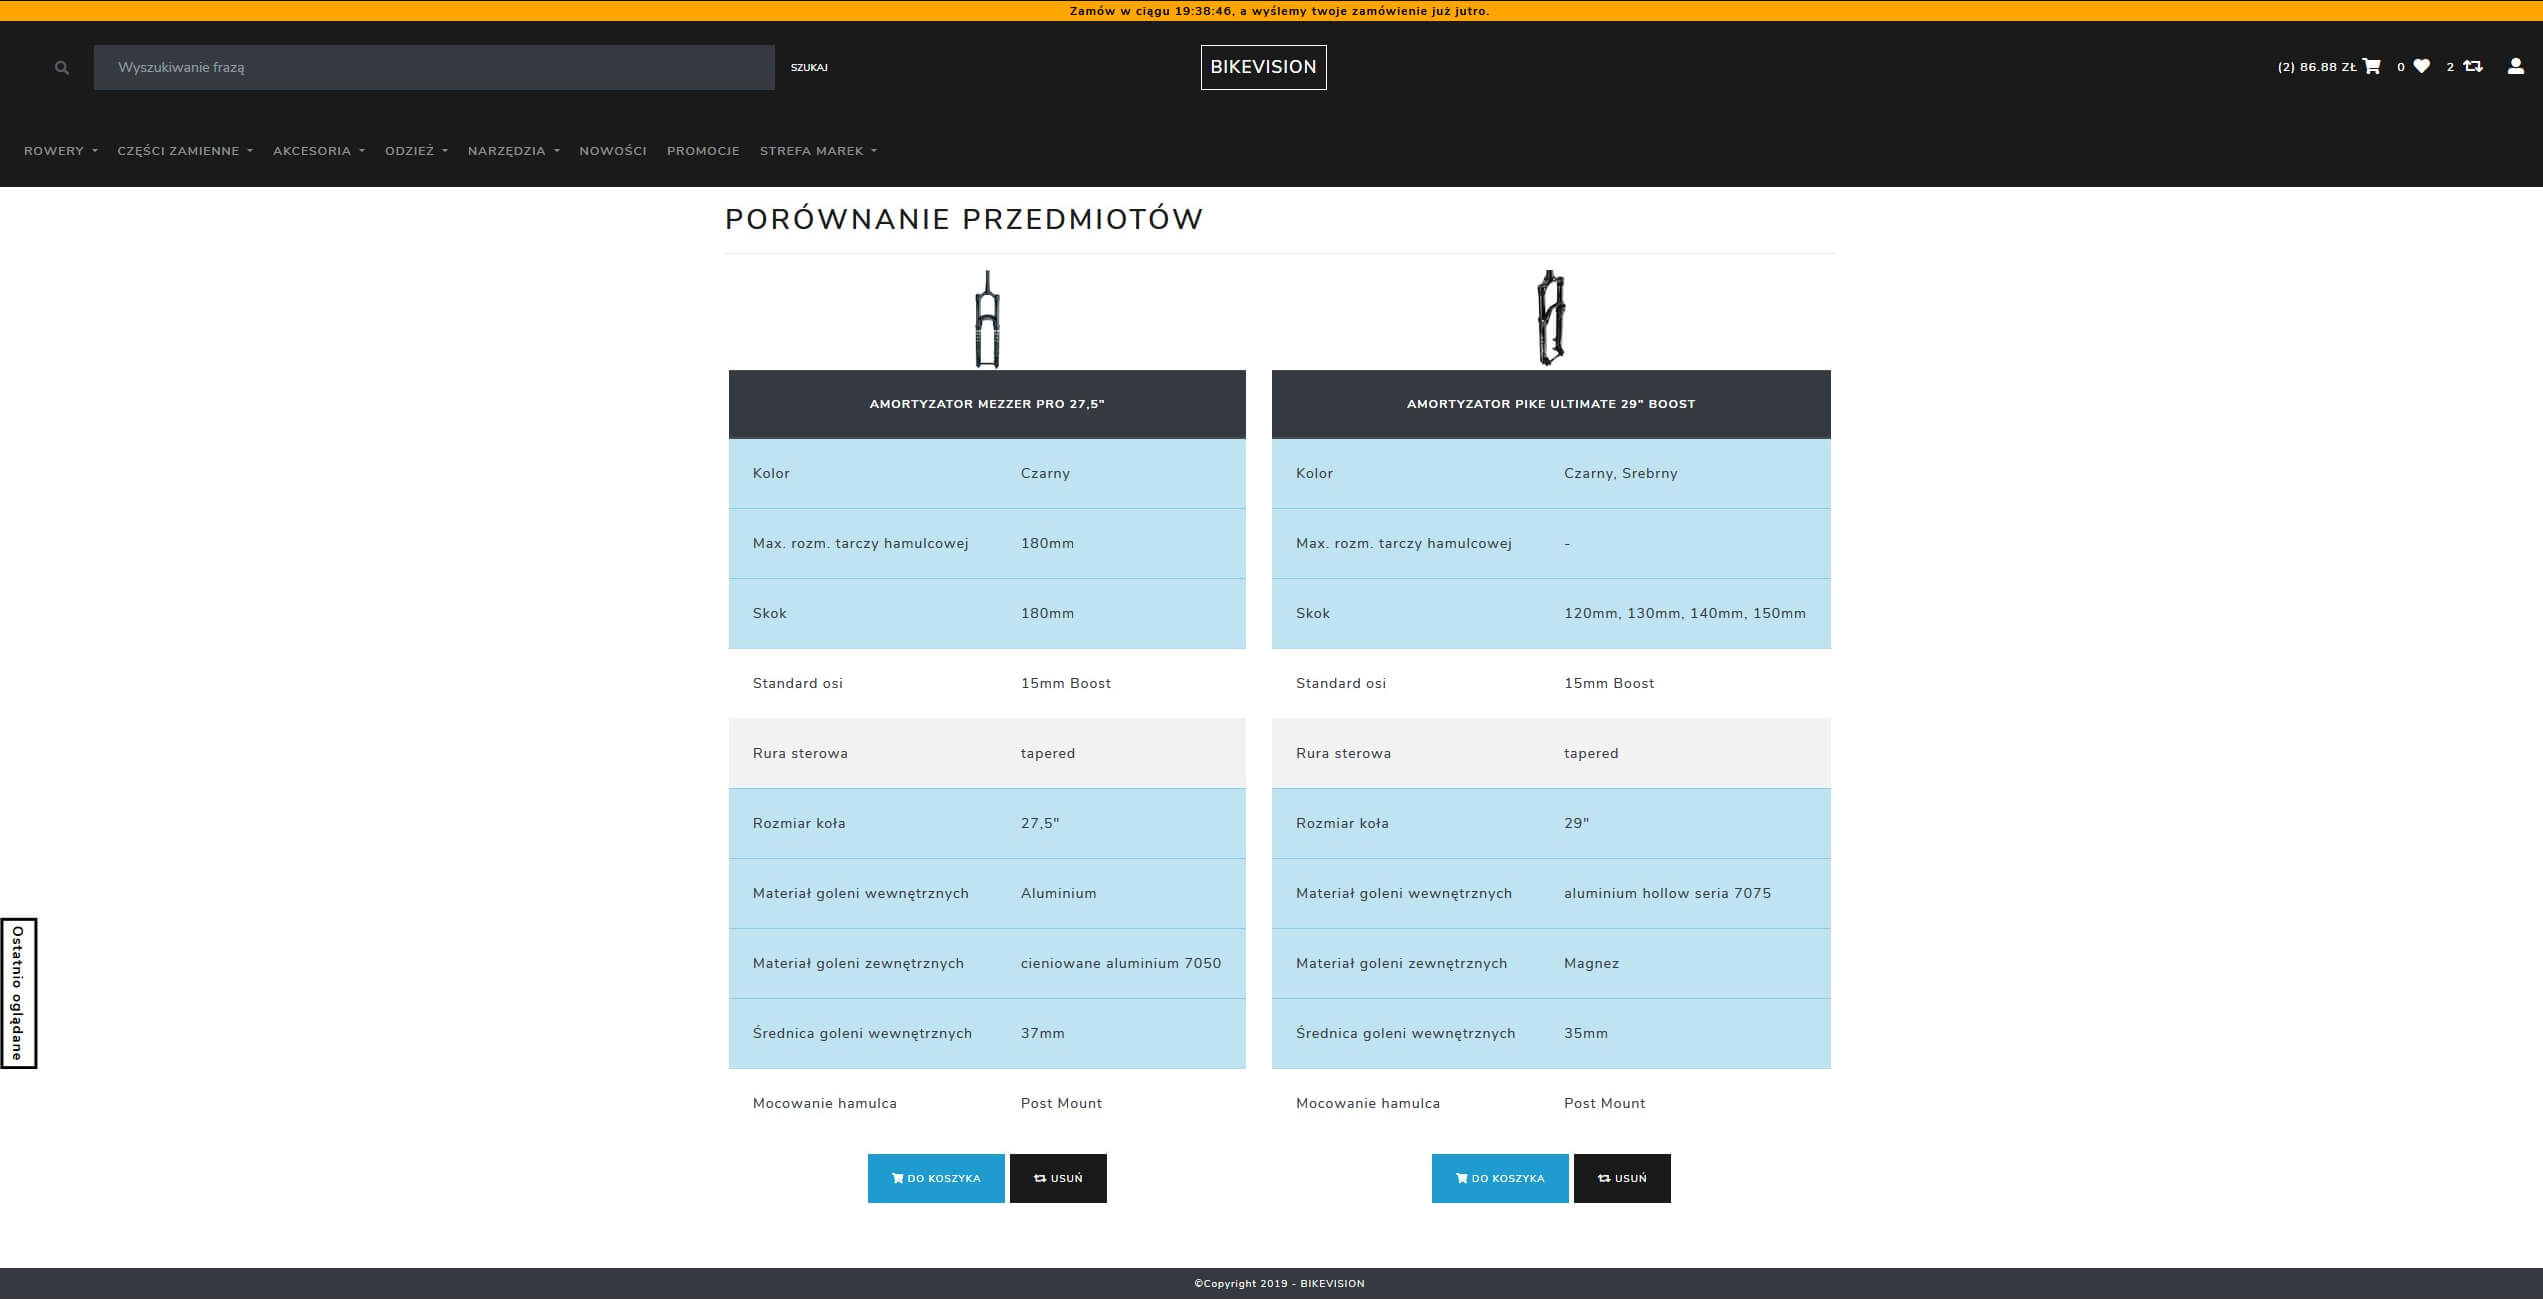 Zamów w ciągu 19:38:46, a wyślemy twoje zamówienie już jutro.
Wyszukiwanie frazą
SZUKAJ
BIKEVISION
(2) 86.88 ZŁ 0 2
ROWERY CZĘŚCI ZAMIENNE AKCESORIA ODZIEŻ NARZĘDZIA NOWOŚCI PROMOCJE STREFA MAREK
PORÓWNANIE PRZEDMIOTÓW
AMORTYZATOR MEZZER PRO 27,5"
Kolor Czarny
Max. rozm. tarczy hamulcowej 180mm
Skok 180mm
Standard osi 15mm Boost
Rura sterowa tapered
Rozmiar koła 27,5"
Materiał goleni wewnętrznych Aluminium
Materiał goleni zewnętrznych cieniowane aluminium 7050
Średnica goleni wewnętrznych 37mm
Mocowanie hamulca Post Mount
DO KOSZYKA USUŃ
AMORTYZATOR PIKE ULTIMATE 29" BOOST
Kolor Czarny, Srebrny
Max. rozm. tarczy hamulcowej -
Skok 120mm, 130mm, 140mm, 150mm
Standard osi 15mm Boost
Rura sterowa tapered
Rozmiar koła 29"
Materiał goleni wewnętrznych aluminium hollow seria 7075
Materiał goleni zewnętrznych Magnez
Średnica goleni wewnętrznych 35mm
Mocowanie hamulca Post Mount
DO KOSZYKA USUŃ
Ostatnio oglądane
©Copyright 2019 - BIKEVISION